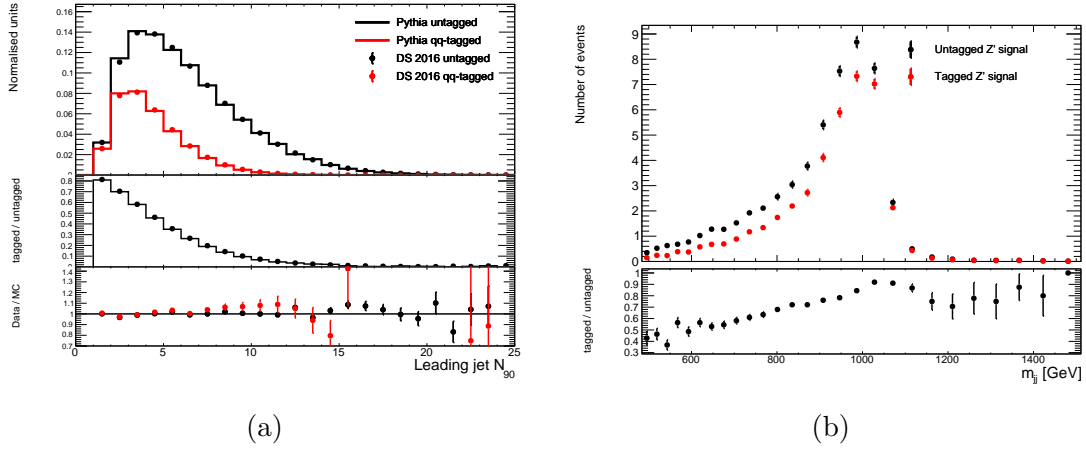 Normalised units
0.16
0.14
0.12
0.1
0.08
0.06
0.04
0.02
0
Pythia untagged
Pythia qq-tagged
DS 2016 untagged
DS 2016 qq-tagged
tagged / untagged
0.8
0.7
0.6
0.5
0.4
0.3
0.2
0.1
0
Data / MC
1.4
1.3
1.2
1.1
1
0.9
0.8
0.7
0 5 10 15 20 25
Leading jet N90
(a)
Number of events
9
8
7
6
5
4
3
2
1
0
Untagged Z' signal
Tagged Z' signal
tagged / untagged
1
0.9
0.8
0.7
0.6
0.5
0.4
0.3
600 800 1000 1200 1400
mjj [GeV]
(b)